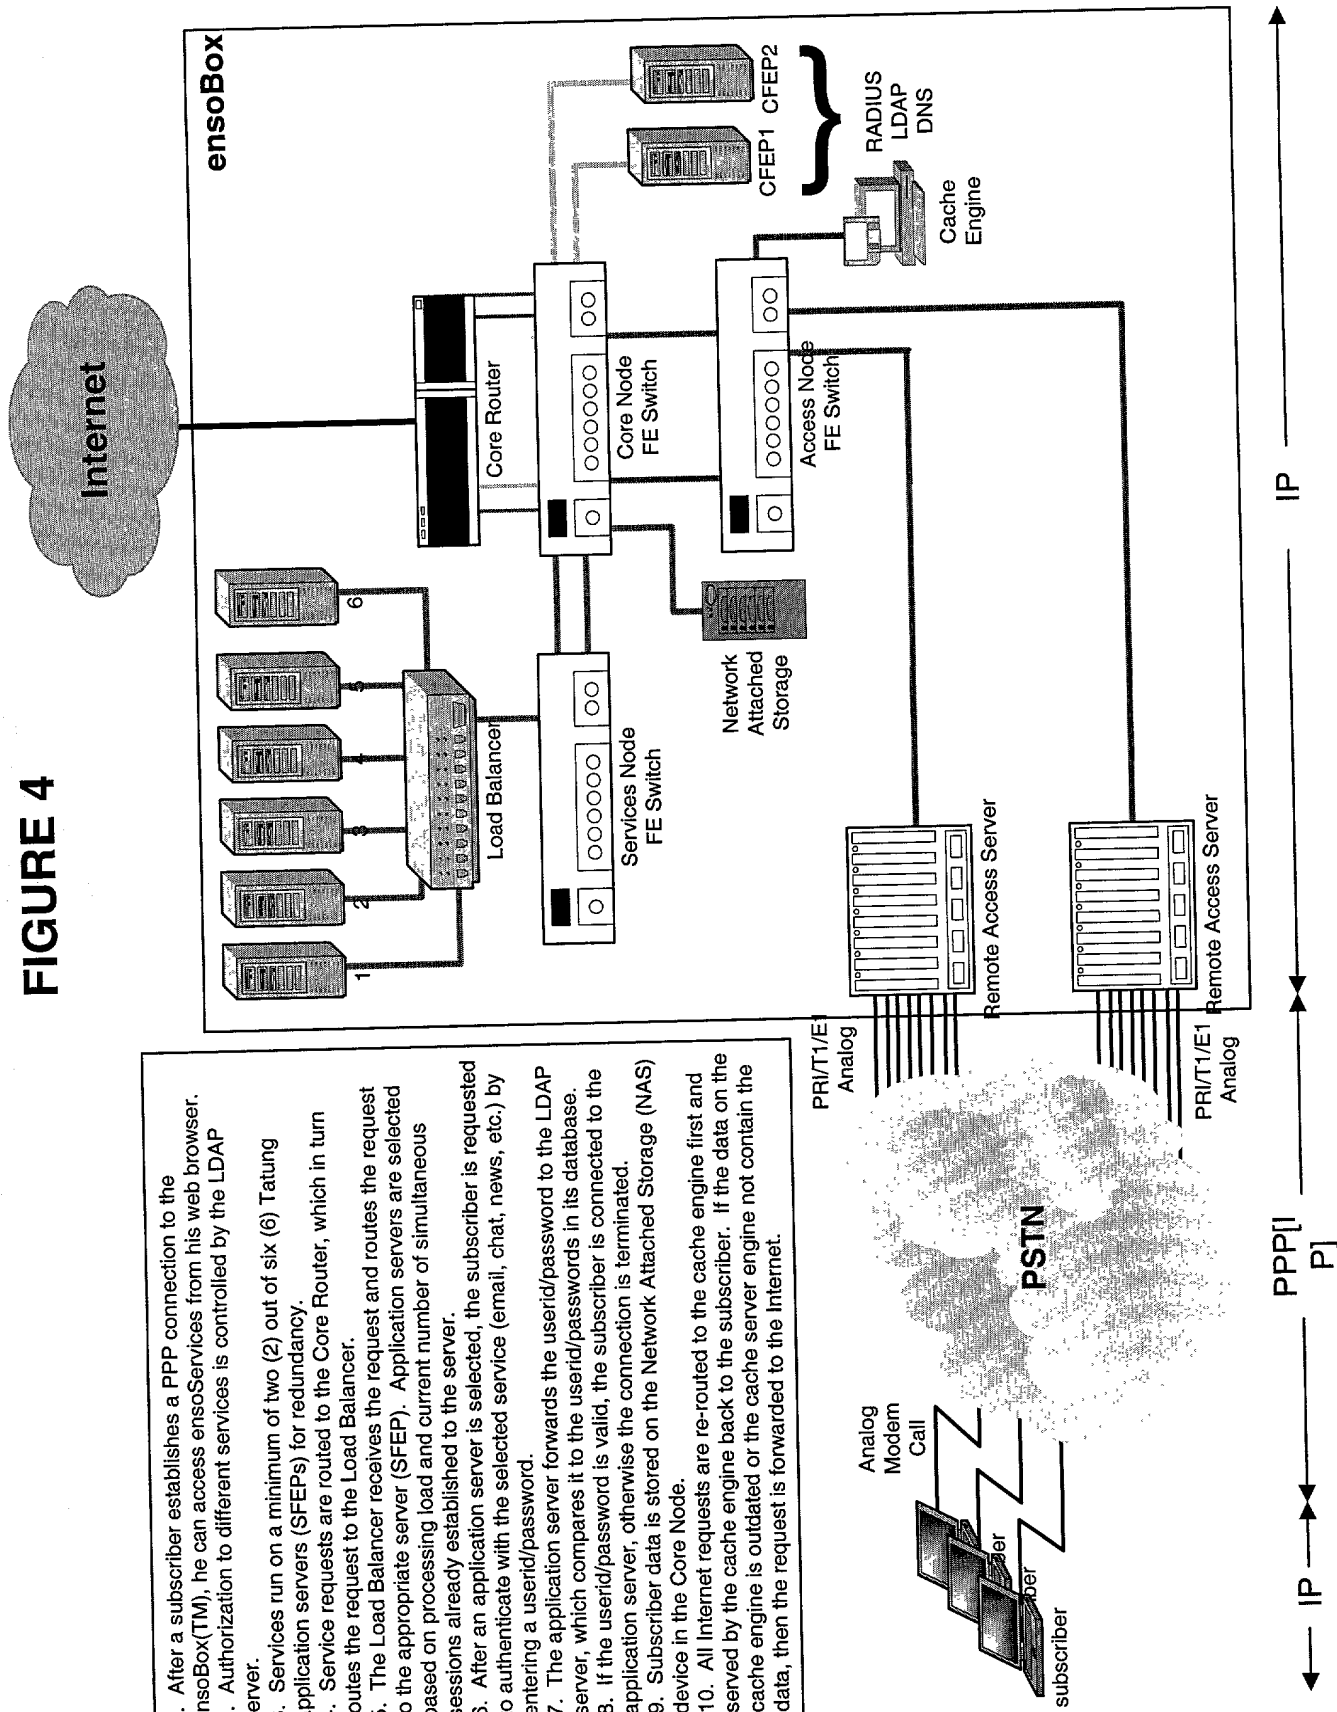 FIGURE 4
. After a subscriber establishes a PPP connection to the
nsoBox(TM), he can access ensoServices from his web browser.
. Authorization to different services is controlled by the LDAP
erver.
. Services run on a minimum of two (2) out of six (6) Tatung
pplication servers (SFEPs) for redundancy.
. Service requests are routed to the Core Router, which in turn
outes the request to the Load Balancer.
5. The Load Balancer receives the request and routes the request
o the appropriate server (SFEP). Application servers are selected
based on processing load and current number of simultaneous
sessions already established to the server.
6. After an application server is selected, the subscriber is requested
o authenticate with the selected service (email, chat, news, etc.) by
entering a userid/password.
7. The application server forwards the userid/password to the LDAP
server, which compares it to the userid/passwords in its database.
8. If the userid/password is valid, the subscriber is connected to the
application server, otherwise the connection is terminated.
9. Subscriber data is stored on the Network Attached Storage (NAS)
device in the Core Node.
10. All Internet requests are re-routed to the cache engine first and
served by the cache engine back to the subscriber. If the data on the
cache engine is outdated or the cache server engine not contain the
data, then the request is forwarded to the Internet.
Internet
ensoBox
1
2
3
4
5
6
Load Balancer
Core Router
Services Node
FE Switch
Core Node
FE Switch
CFEP1
CFEP2
RADIUS
LDAP
DNS
Network
Attached
Storage
Access Node
FE Switch
Cache
Engine
Remote Access Server
Remote Access Server
PRI/T1/E1
Analog
PRI/T1/E1
Analog
PSTN
Analog
Modem
Call
subscriber
IP
PPP[I
P]
IP